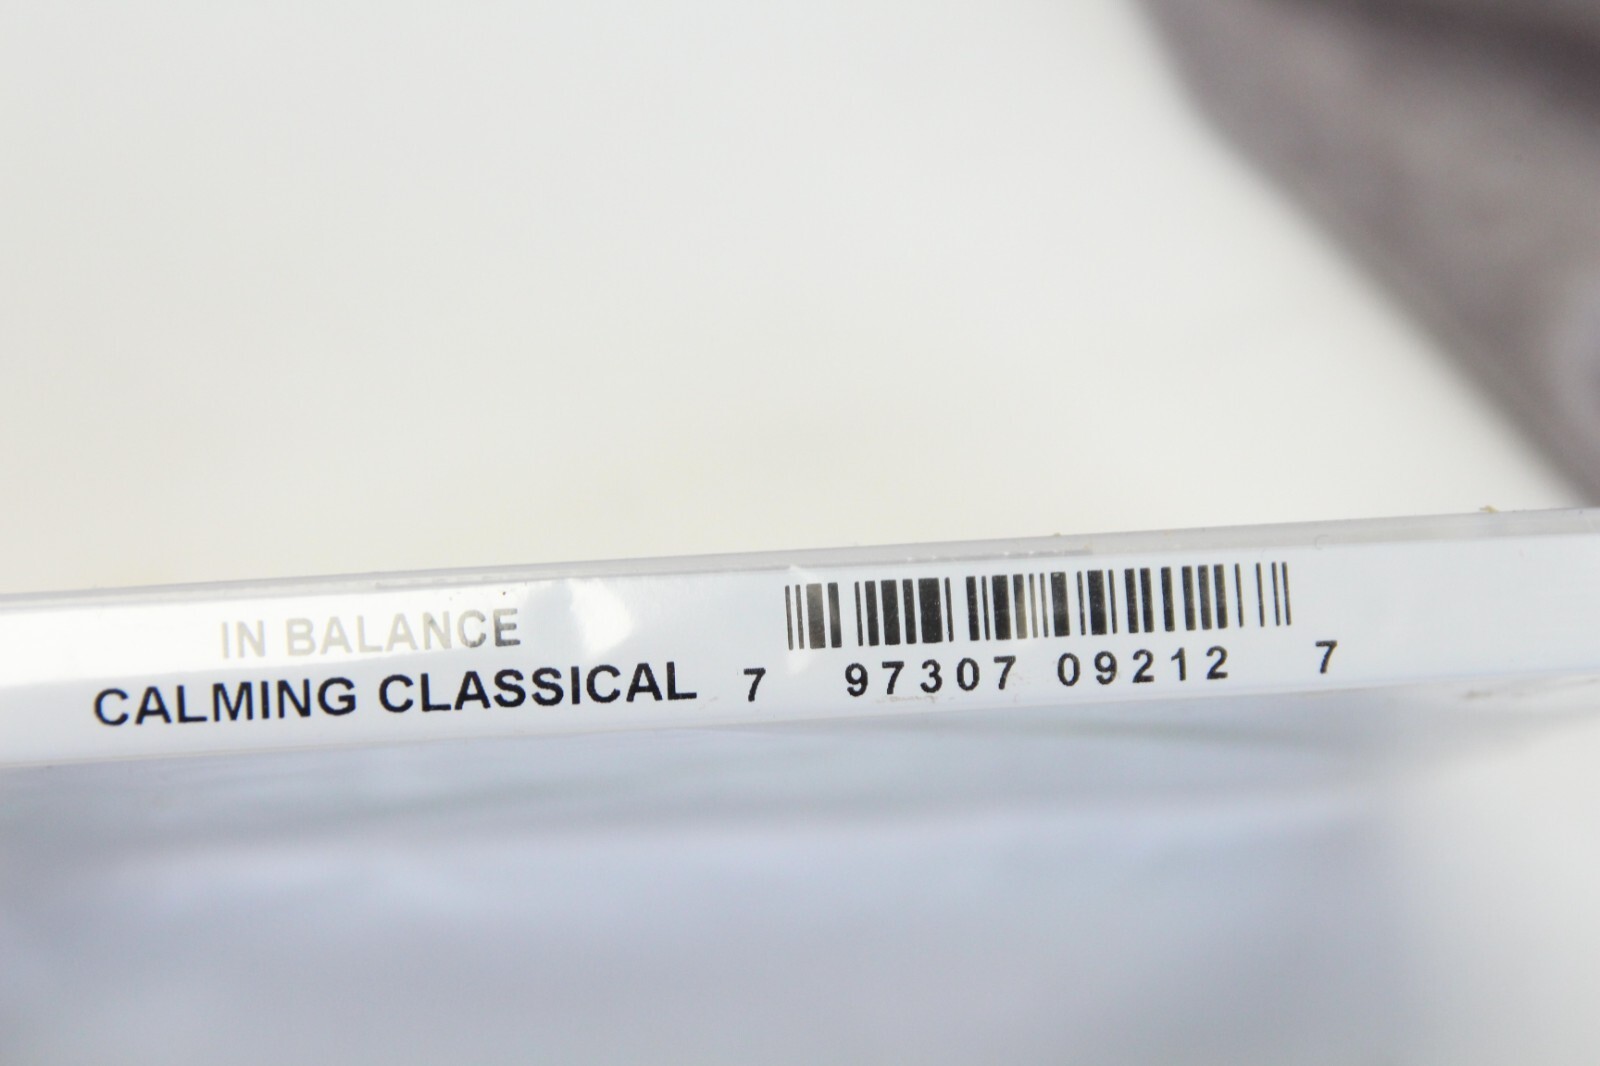 IN BALANCE
CALMING CLASSICAL
7 97307 09212 7